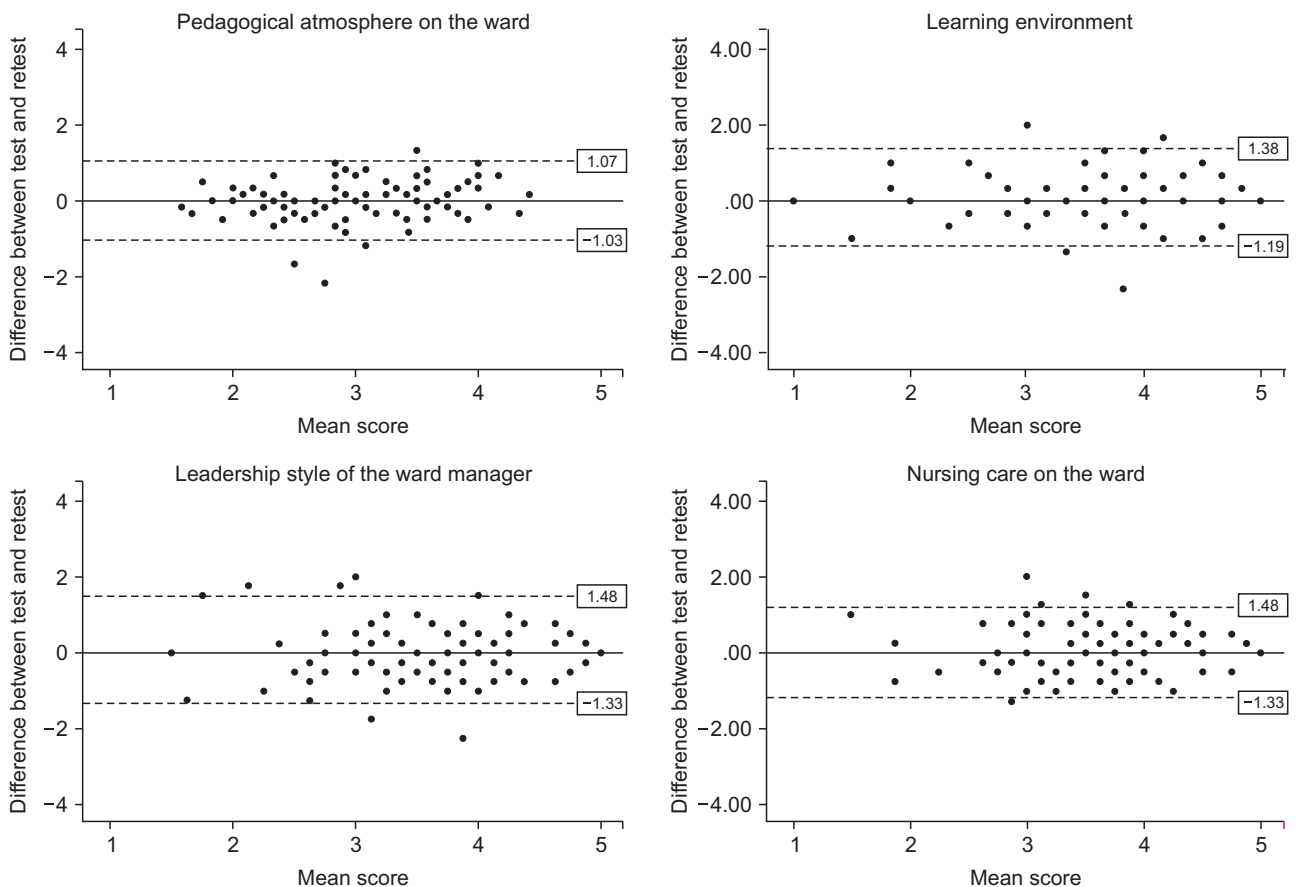 Pedagogical atmosphere on the ward
Difference between test and retest
4
2
0
−2
−4
1.07
−1.03
1 2 3 4 5
Mean score
Learning environment
Difference between test and retest
4.00
2.00
.00
−2.00
−4.00
1.38
−1.19
1 2 3 4 5
Mean score
Leadership style of the ward manager
Difference between test and retest
4
2
0
−2
−4
1.48
−1.33
1 2 3 4 5
Mean score
Nursing care on the ward
Difference between test and retest
4.00
2.00
.00
−2.00
−4.00
1.48
−1.33
1 2 3 4 5
Mean score